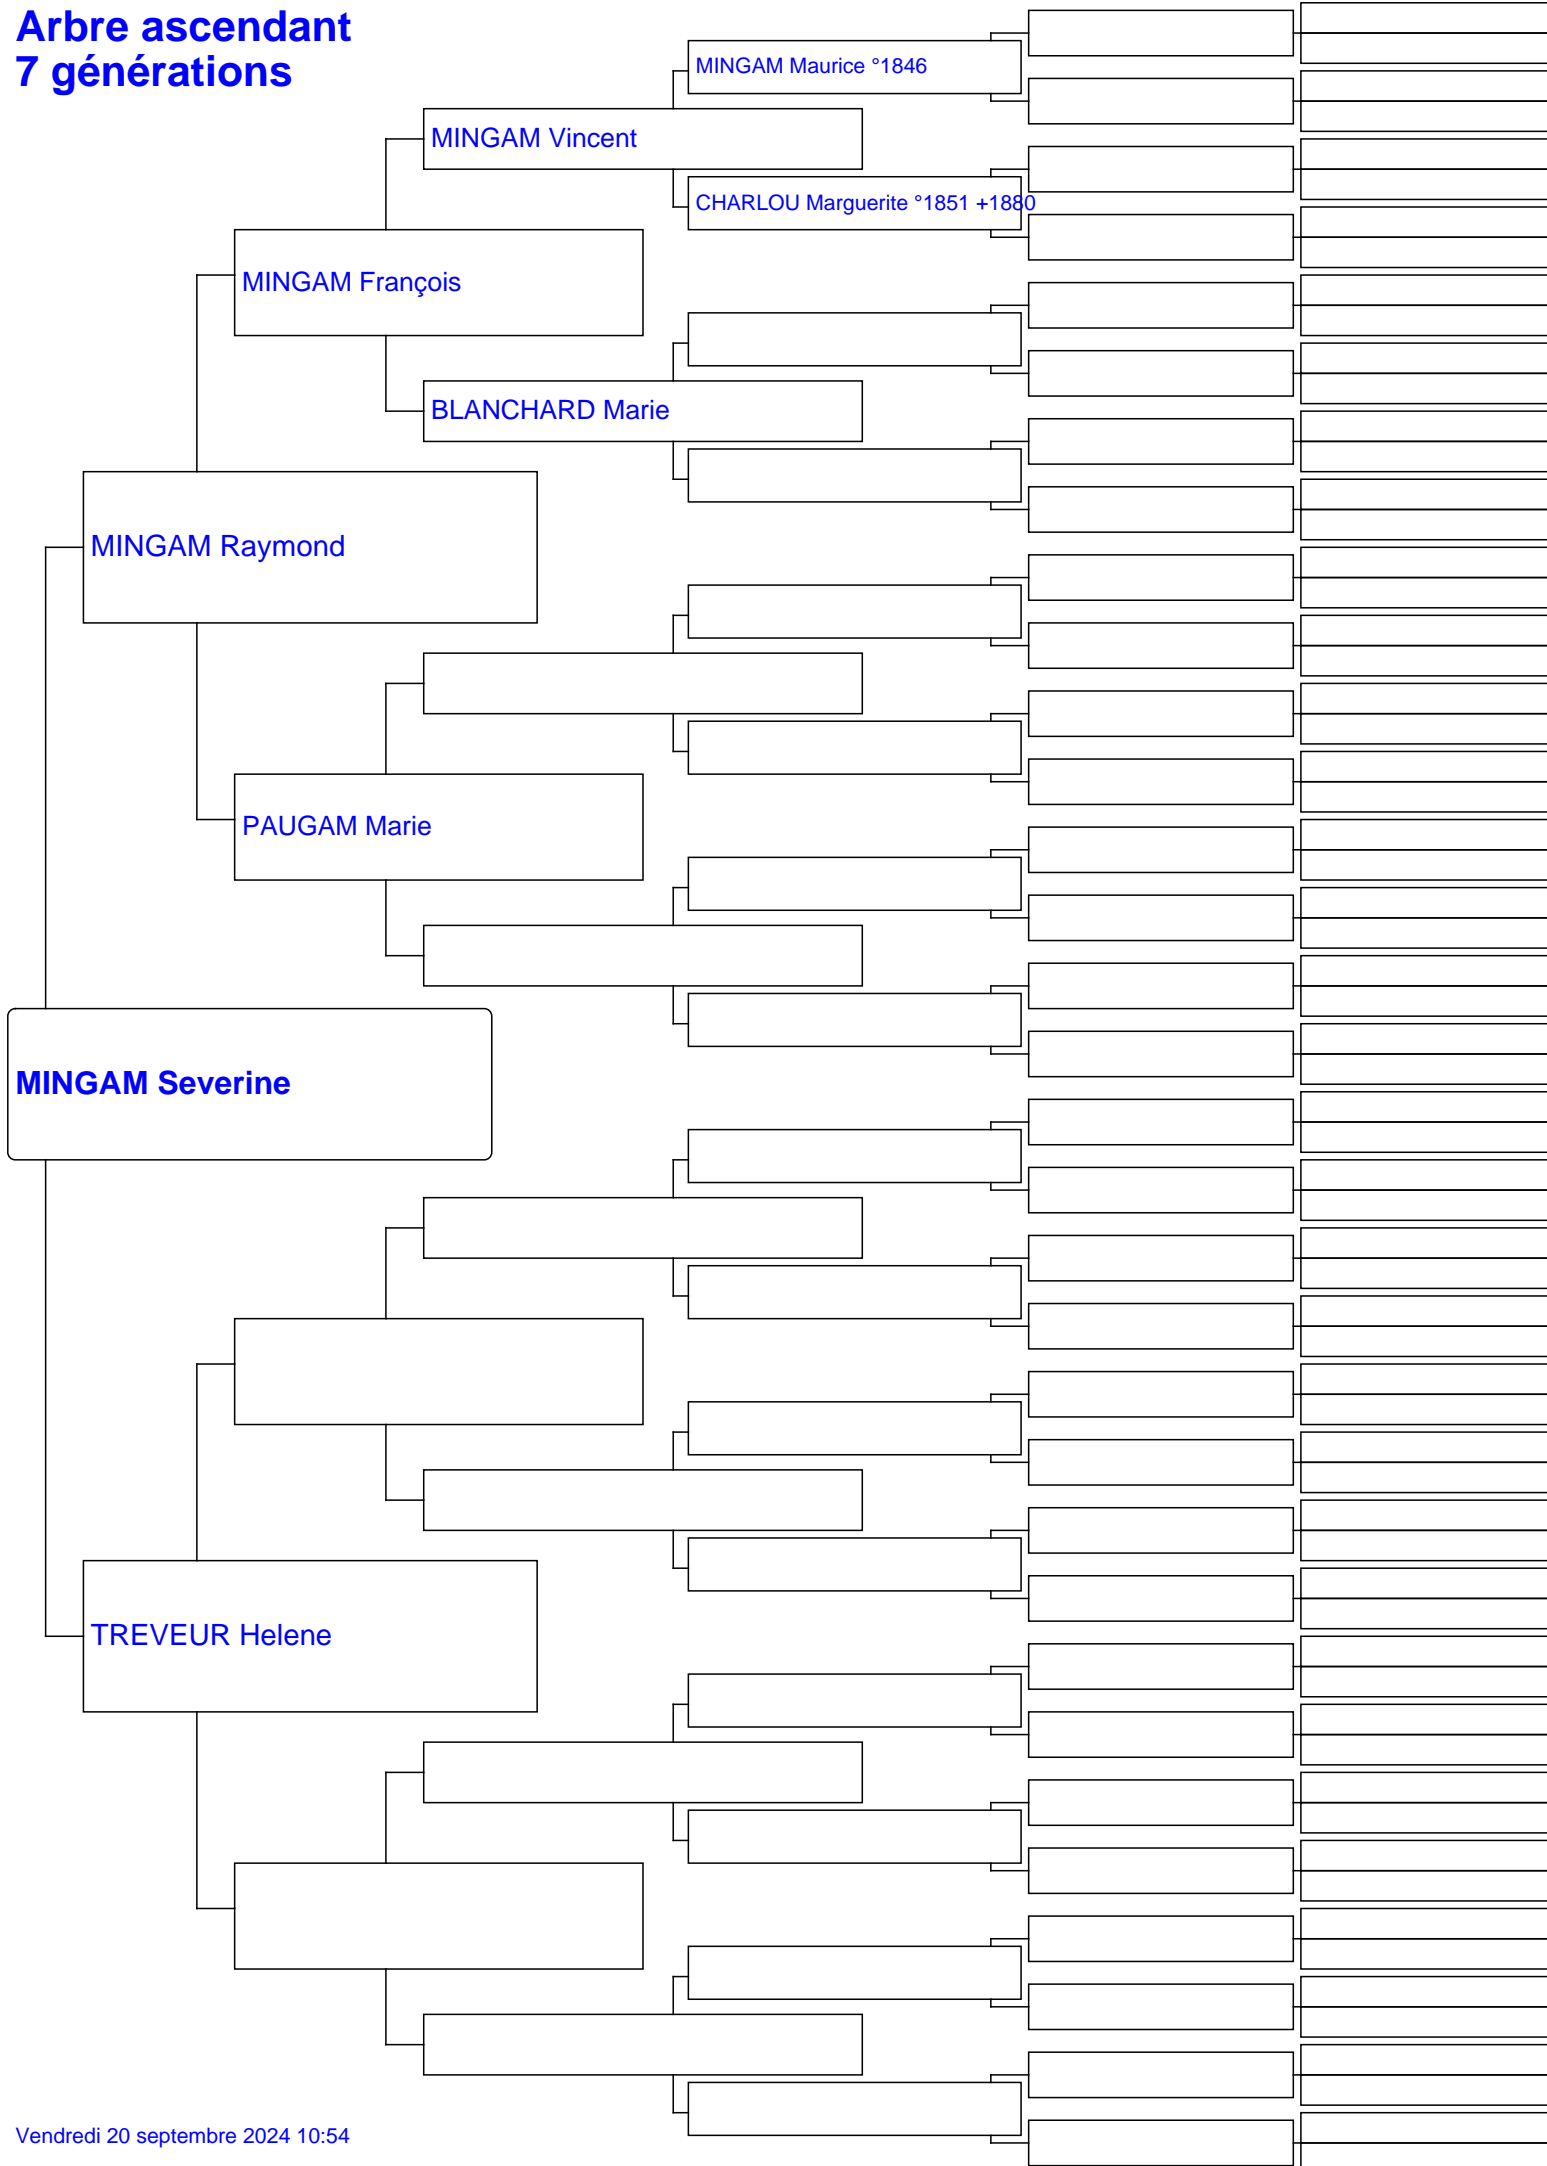 Arbre ascendant
7 générations
MINGAM Maurice °1846
MINGAM Vincent
CHARLOU Marguerite °1851 +1880
MINGAM François
BLANCHARD Marie
MINGAM Raymond
PAUGAM Marie
MINGAM Severine
TREVEUR Helene
Vendredi 20 septembre 2024 10:54